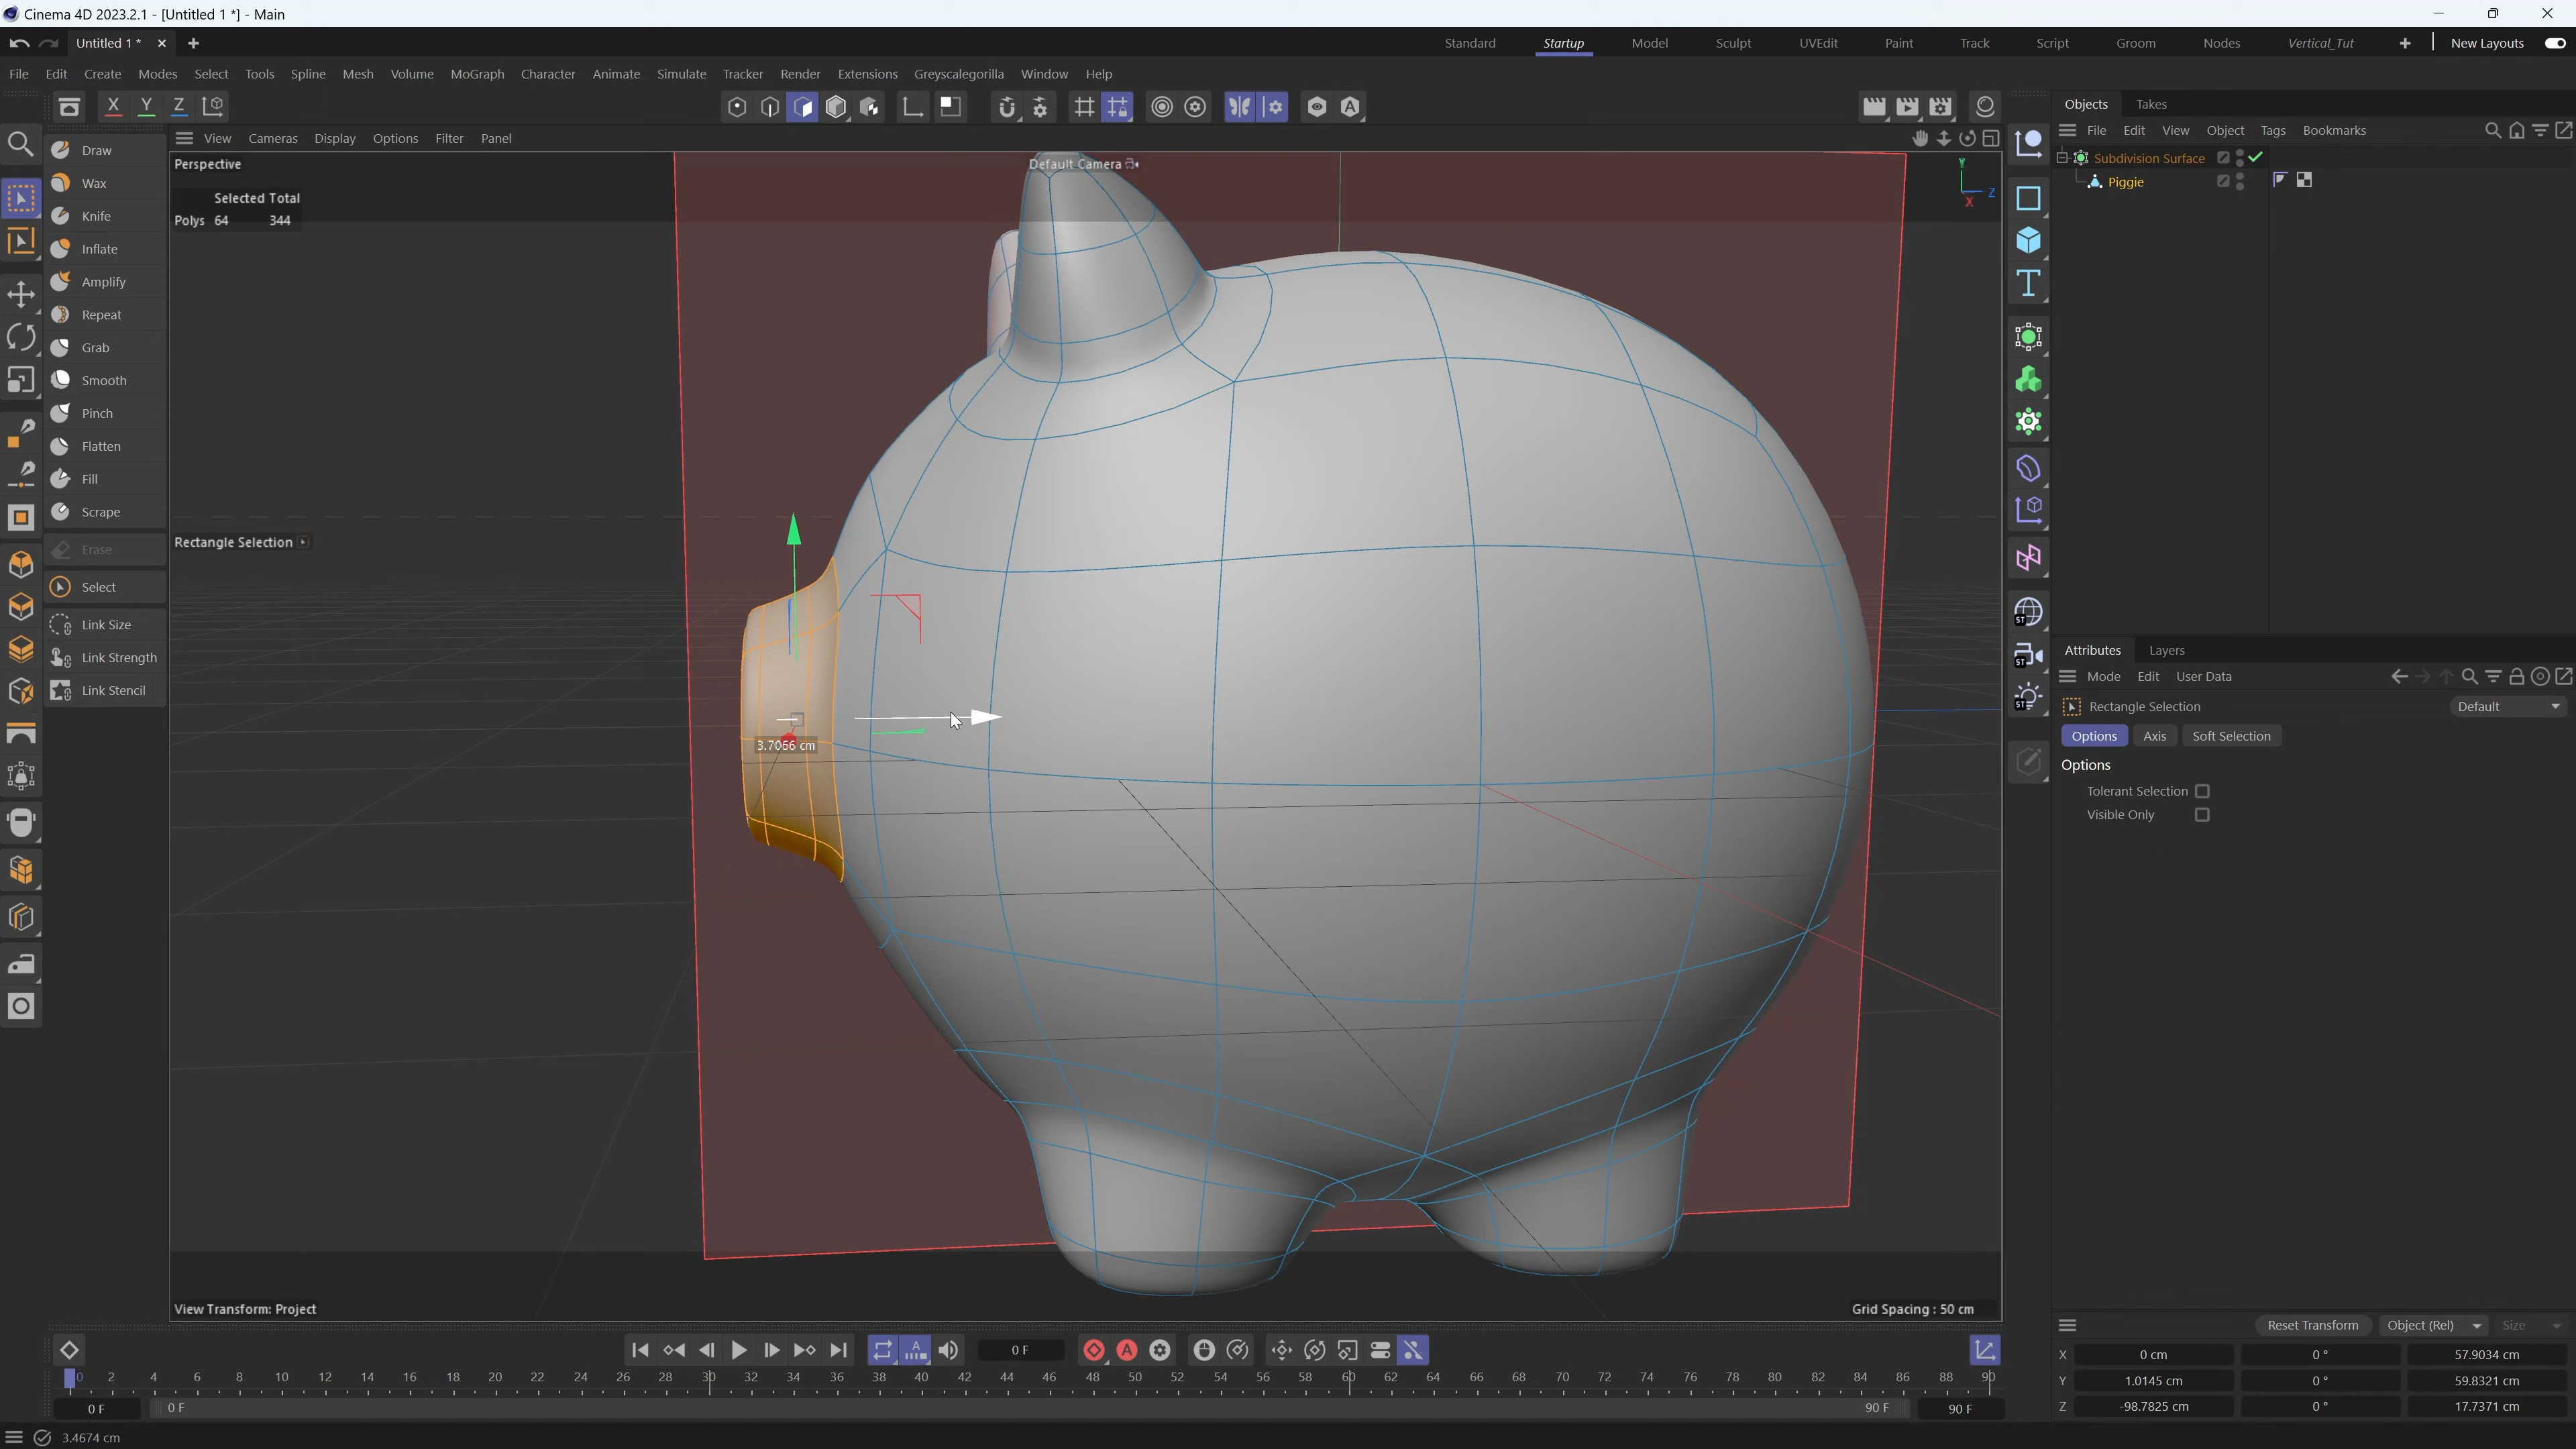 Cinema 4D 2023.2.1 - [Untitled 1 *] - Main
Untitled 1 *
Standard Startup Model Sculpt UVEdit Paint Track Script Groom Nodes Vertical_Tut New Layouts
File Edit Create Modes Select Tools Spline Mesh Volume MoGraph Character Animate Simulate Tracker Render Extensions Greyscalegorilla Window Help
X Y Z
Objects Takes
File Edit View Object Tags Bookmarks
Subdivision Surface
Piggie
View Cameras Display Options Filter Panel
Perspective
Default Camera
Selected Total
Polys 64 344
Y
Z
X
Draw
Wax
Knife
Inflate
Amplify
Repeat
Grab
Smooth
Pinch
Flatten
Fill
Scrape
Erase
Select
Link Size
Link Strength
Link Stencil
Rectangle Selection
3.7066 cm
View Transform: Project
Grid Spacing : 50 cm
ST
ST
ST
Attributes Layers
Mode Edit User Data
Rectangle Selection
Default
Options Axis Soft Selection
Options
Tolerant Selection
Visible Only
Reset Transform Object (Rel) Size
X 0 cm 0 ° 57.9034 cm
Y 1.0145 cm 0 ° 59.8321 cm
Z -98.7825 cm 0 ° 17.7371 cm
0 F
0 2 4 6 8 10 12 14 16 18 20 22 24 26 28 30 32 34 36 38 40 42 44 46 48 50 52 54 56 58 60 62 64 66 68 70 72 74 76 78 80 82 84 86 88 90
0 F 0 F 90 F 90 F
3.4674 cm